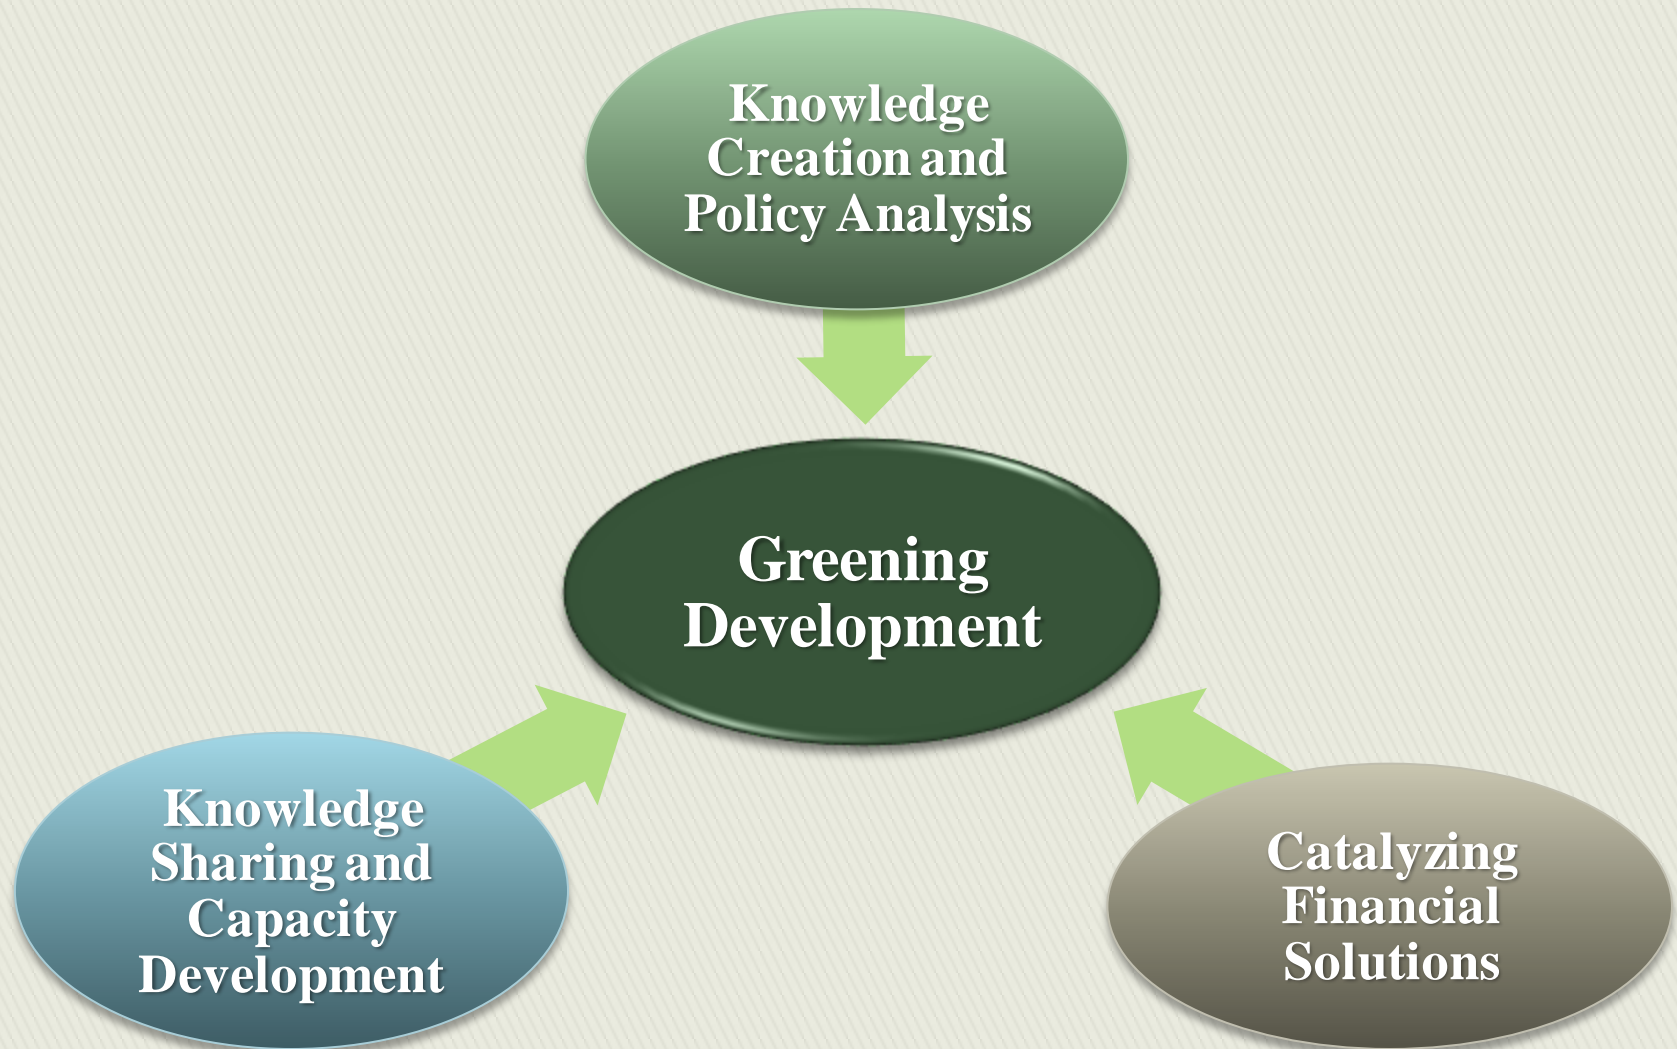 Knowledge
Creation and
Policy Analysis
Greening
Development
Knowledge
Sharing and
Capacity
Development
Catalyzing
Financial
Solutions